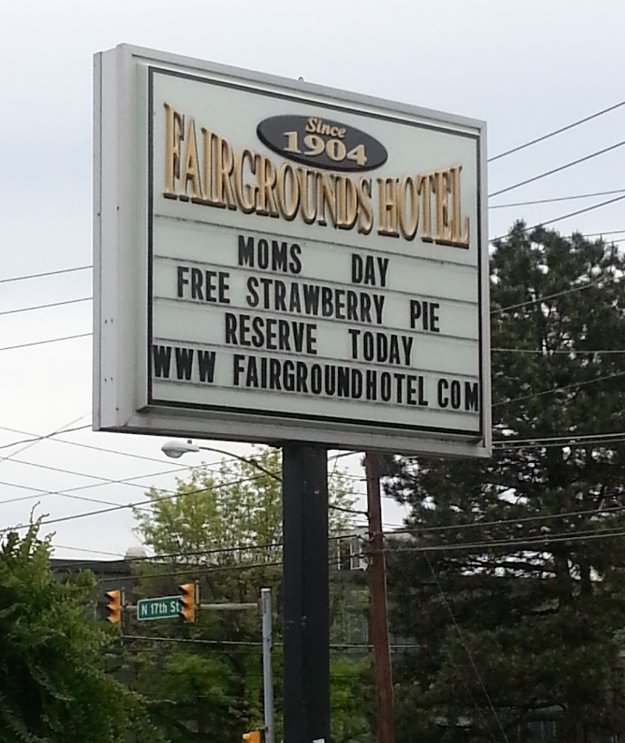 Since
1904
FAIRGROUNDS HOTEL
MOMS DAY
FREE STRAWBERRY PIE
RESERVE TODAY
WWW FAIRGROUNDHOTEL COM
N 17th St